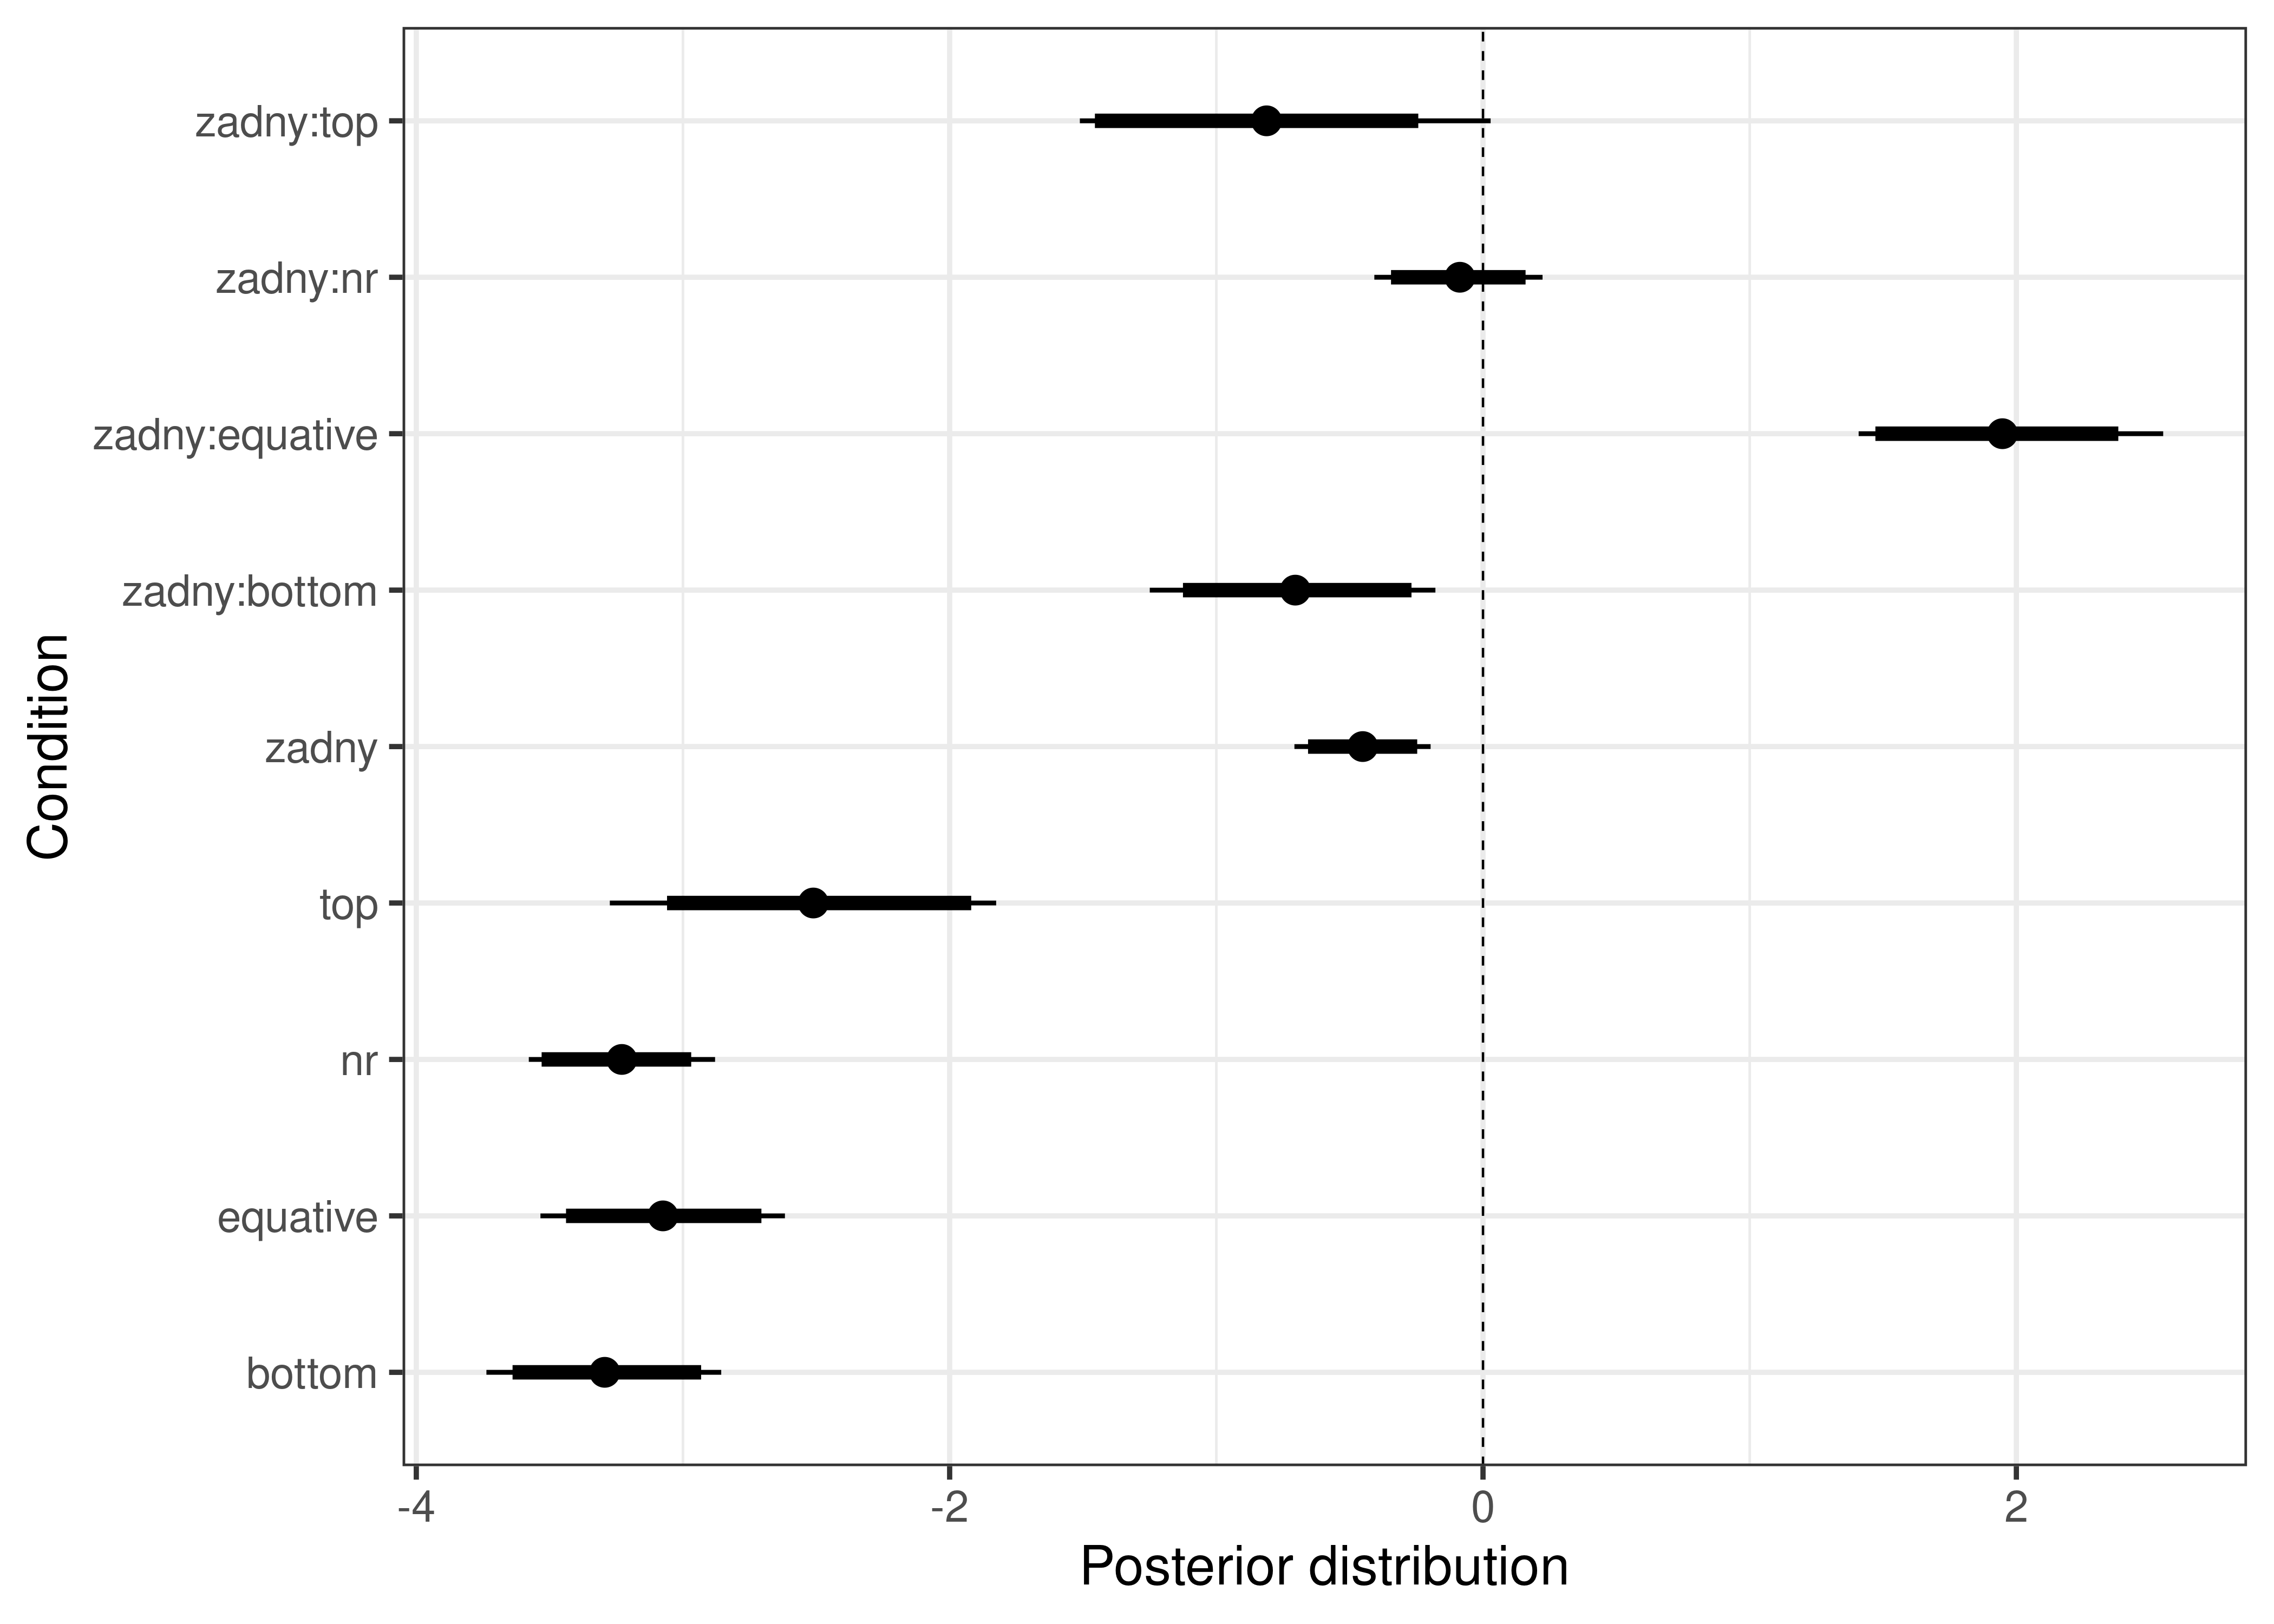 zadny:top
zadny:nr
zadny:equative
zadny:bottom
zadny
top
nr
equative
bottom
Condition
-4 -2 0 2
Posterior distribution